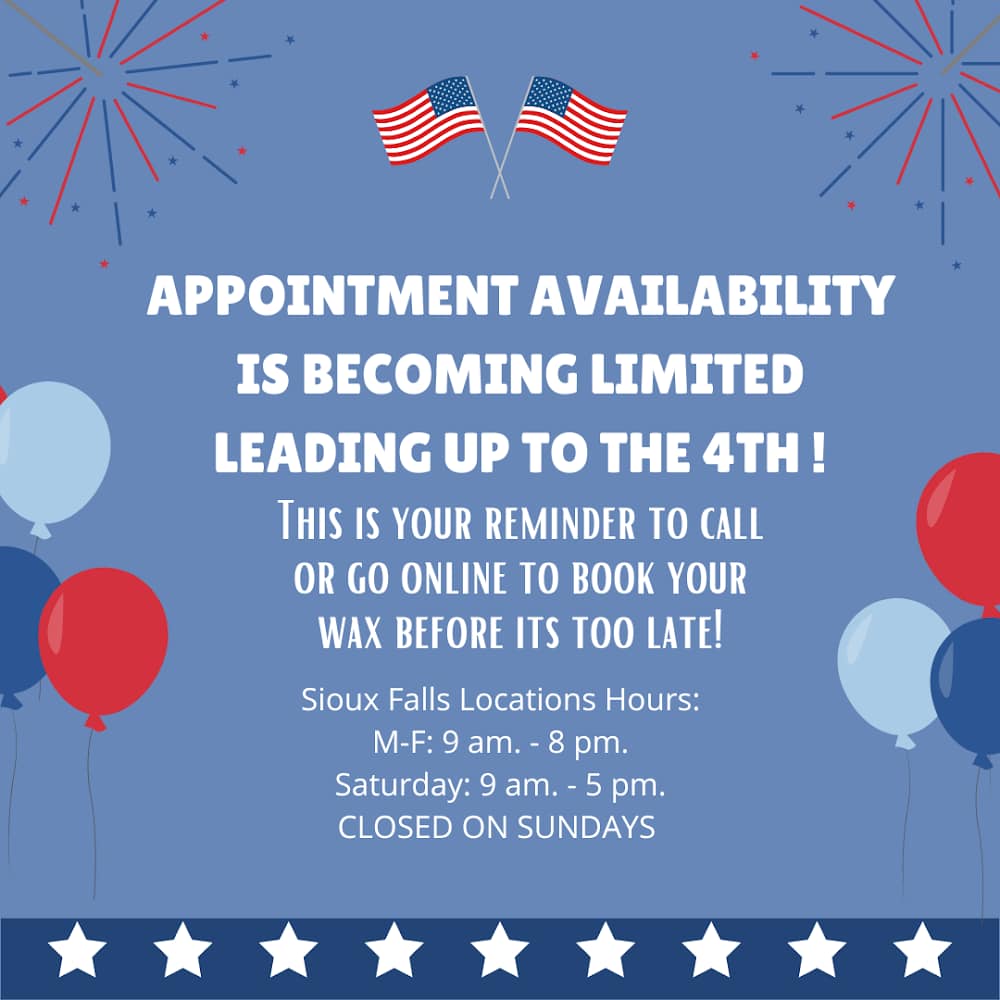 APPOINTMENT AVAILABILITY
IS BECOMING LIMITED
LEADING UP TO THE 4TH !
THIS IS YOUR REMINDER TO CALL
OR GO ONLINE TO BOOK YOUR
WAX BEFORE ITS TOO LATE!
Sioux Falls Locations Hours:
M-F: 9 am. - 8 pm.
Saturday: 9 am. - 5 pm.
CLOSED ON SUNDAYS